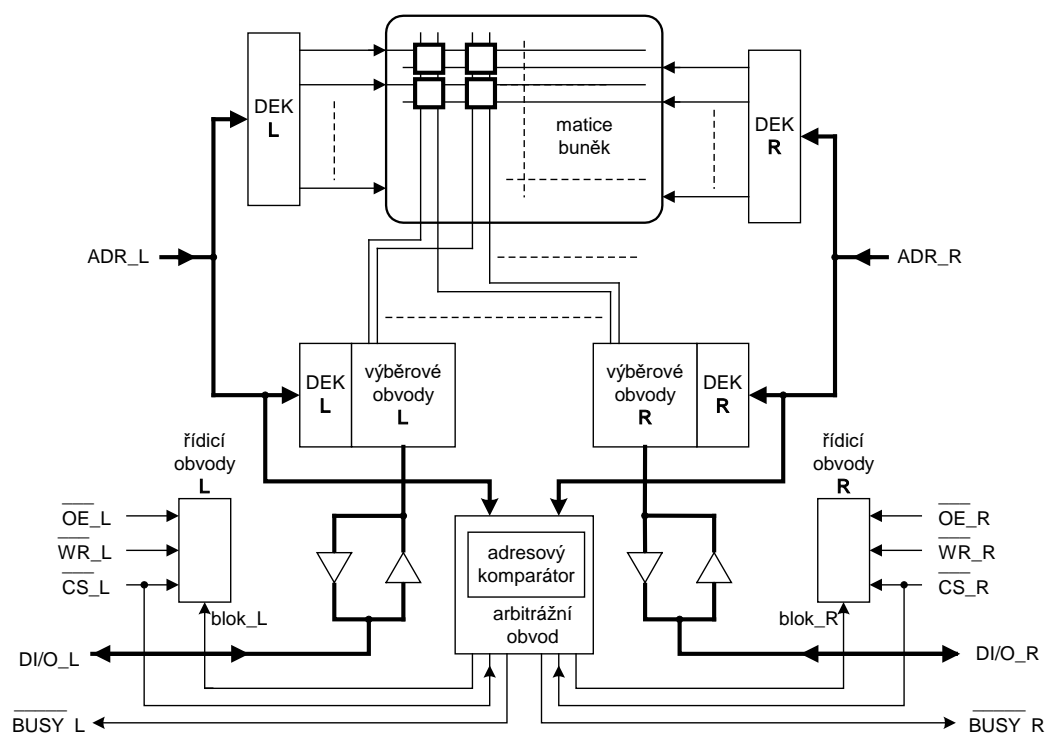 DEK
L
matice
buněk
DEK
R
ADR_L
ADR_R
DEK
L
výběrové
obvody
L
výběrové
obvody
R
DEK
R
řídicí
obvody
L
řídicí
obvody
R
OE_L
WR_L
CS_L
adresový
komparátor
arbitrážní
obvod
OE_R
WR_R
CS_R
blok_L
blok_R
DI/O_L
DI/O_R
BUSY_L
BUSY_R